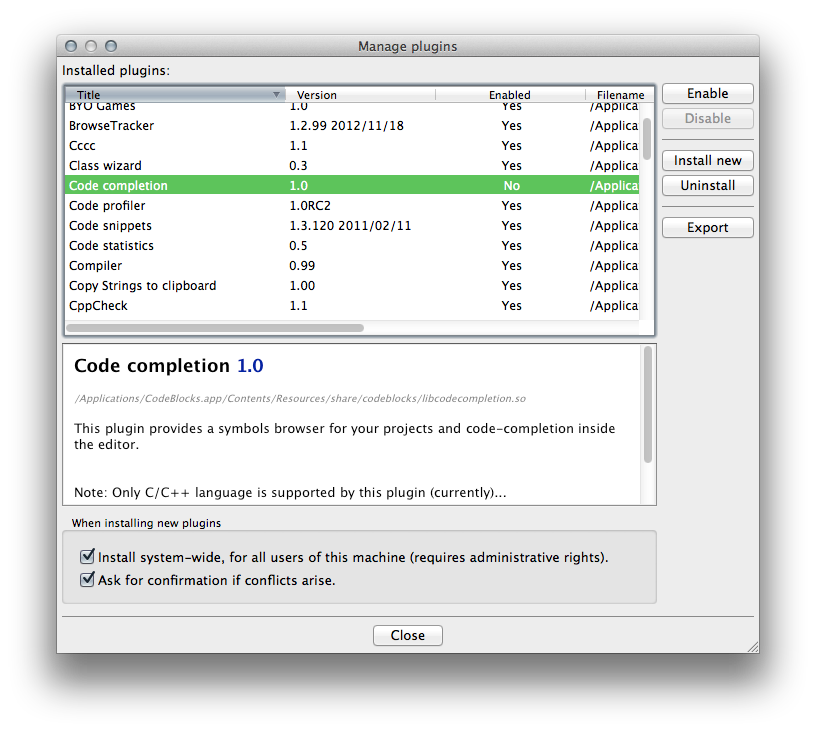 Manage plugins
Installed plugins:
Title Version Enabled Filename
BYO Games 1.0 Yes /Applica
BrowseTracker 1.2.99 2012/11/18 Yes /Applica
Cccc 1.1 Yes /Applica
Class wizard 0.3 Yes /Applica
Code completion 1.0 No /Applica
Code profiler 1.0RC2 Yes /Applica
Code snippets 1.3.120 2011/02/11 Yes /Applica
Code statistics 0.5 Yes /Applica
Compiler 0.99 Yes /Applica
Copy Strings to clipboard 1.00 Yes /Applica
CppCheck 1.1 Yes /Applica
Enable
Disable
Install new
Uninstall
Export
Code completion 1.0
/Applications/CodeBlocks.app/Contents/Resources/share/codeblocks/libcodecompletion.so
This plugin provides a symbols browser for your projects and code-completion inside
the editor.
Note: Only C/C++ language is supported by this plugin (currently)...
When installing new plugins
Install system-wide, for all users of this machine (requires administrative rights).
Ask for confirmation if conflicts arise.
Close